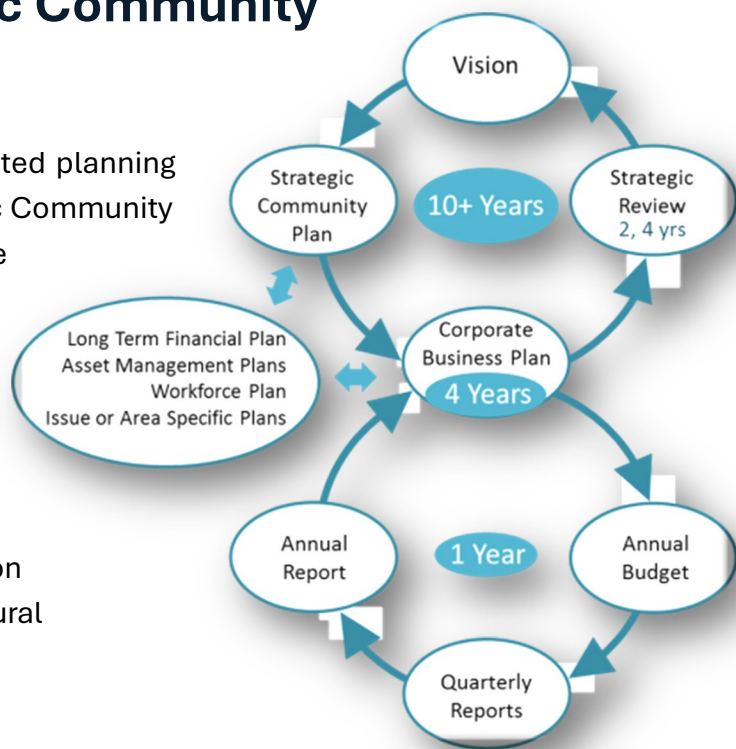 c Community
ted planning
c Community
e
on
ural
Vision
Strategic
Community
Plan
10+ Years
Strategic
Review
2, 4 yrs
Long Term Financial Plan
Asset Management Plans
Workforce Plan
Issue or Area Specific Plans
Corporate
Business Plan
4 Years
Annual
Report
1 Year
Annual
Budget
Quarterly
Reports